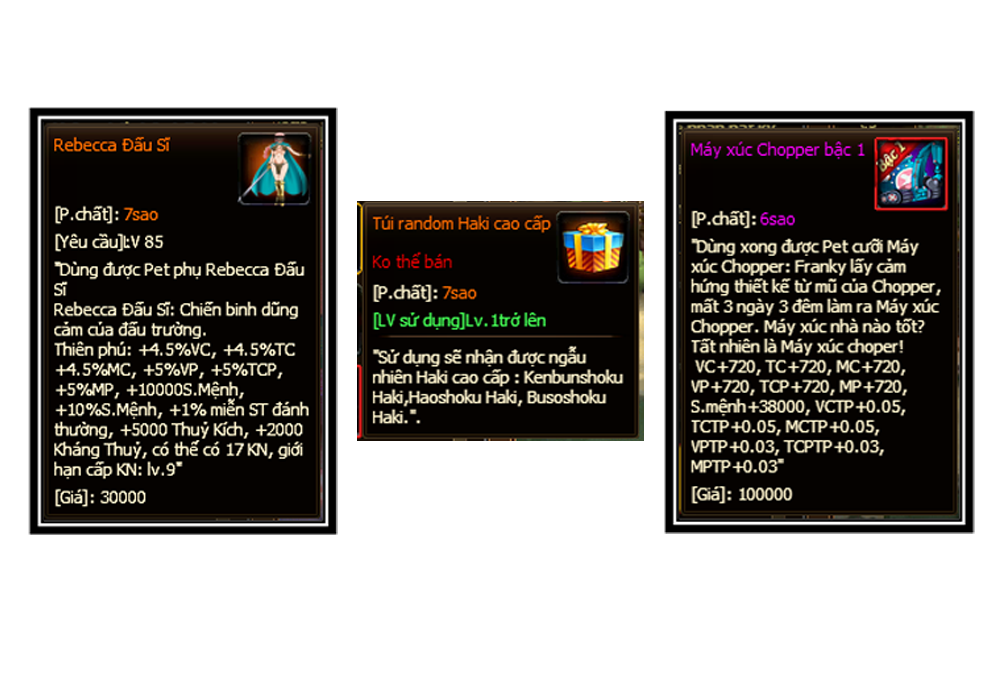 Rebecca Đấu Sĩ
[P.chất]: 7sao
[Yêu cầu]LV 85
"Dùng được Pet phụ Rebecca Đấu
Sĩ
Rebecca Đấu Sĩ: Chiến binh dũng
cảm của đấu trường.
Thiên phú: +4.5%VC, +4.5%TC
+4.5%MC, +5%VP, +5%TCP,
+5%MP, +10000S.Mệnh,
+10%S.Mệnh, +1% miễn ST đánh
thường, +5000 Thuỷ Kích, +2000
Kháng Thuỷ, có thể có 17 KN, giới
hạn cấp KN: lv.9"
[Giá]: 30000
Túi random Haki cao cấp
Ko thể bán
[P.chất]: 7sao
[LV sử dụng]Lv.1trở lên
"Sử dụng sẽ nhận được ngẫu
nhiên Haki cao cấp : Kenbunshoku
Haki,Haoshoku Haki, Busoshoku
Haki.".
Máy xúc Chopper bậc 1
BẬC 1
[P.chất]: 6sao
"Dùng xong được Pet cưỡi Máy
xúc Chopper: Franky lấy cảm
hứng thiết kế từ mũ của Chopper,
mất 3 ngày 3 đêm làm ra Máy xúc
Chopper. Máy xúc nhà nào tốt?
Tất nhiên là Máy xúc choper!
VC+720, TC+720, MC+720,
VP+720, TCP+720, MP+720,
S.mệnh+38000, VCTP+0.05,
TCTP+0.05, MCTP+0.05,
VPTP+0.03, TCPTP+0.03,
MPTP+0.03"
[Giá]: 100000